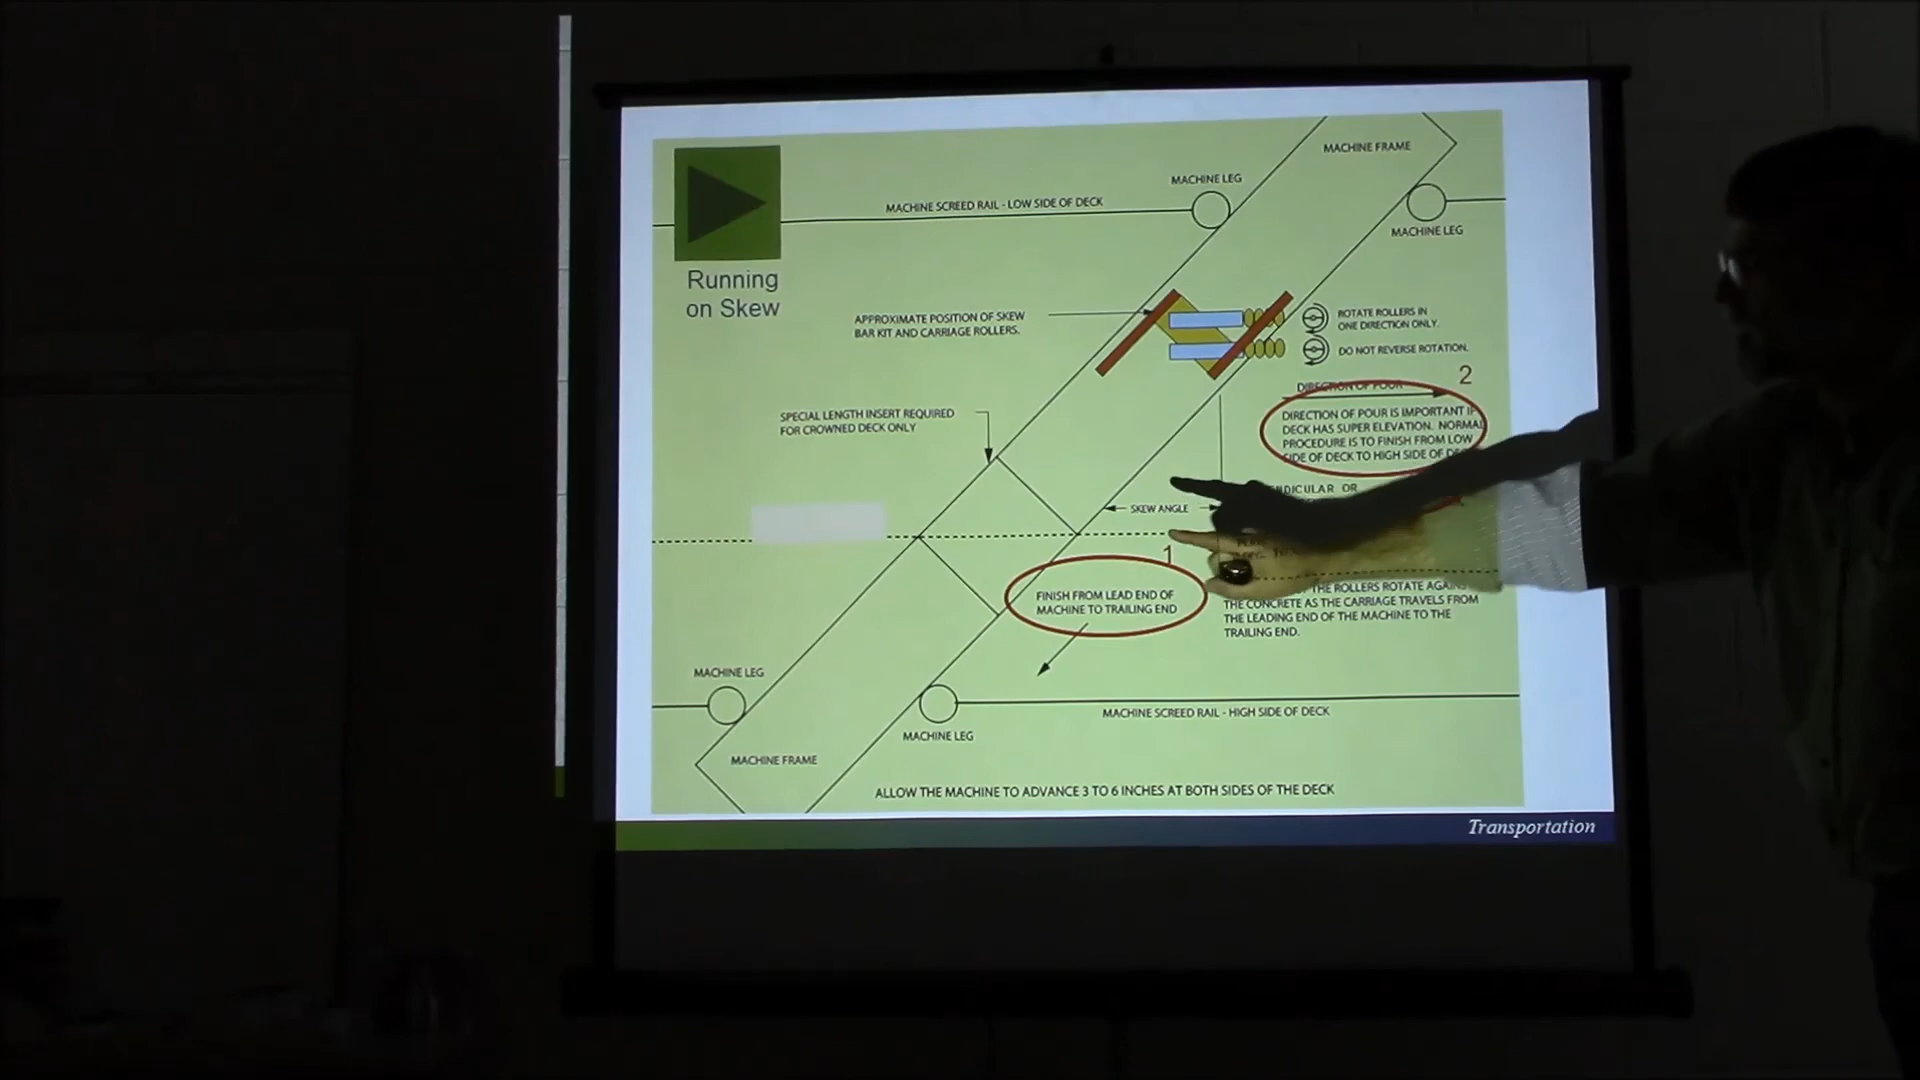 MACHINE FRAME
MACHINE LEG
MACHINE SCREED RAIL - LOW SIDE OF DECK
MACHINE LEG
Running
on Skew
APPROXIMATE POSITION OF SKEW
BAR KIT AND CARRIAGE ROLLERS.
ROTATE ROLLERS IN
ONE DIRECTION ONLY.
DO NOT REVERSE ROTATION.
2
DIRECTION OF POUR
DIRECTION OF POUR IS IMPORTANT IF
DECK HAS SUPER ELEVATION. NORMAL
PROCEDURE IS TO FINISH FROM LOW
SIDE OF DECK TO HIGH SIDE OF
SPECIAL LENGTH INSERT REQUIRED
FOR CROWNED DECK ONLY
OR
SKEW ANGLE
1
FINISH FROM LEAD END OF
MACHINE TO TRAILING END
THE ROLLERS ROTATE
THE CONCRETE AS THE CARRIAGE TRAVELS FROM
THE LEADING END OF THE MACHINE TO THE
TRAILING END.
MACHINE LEG
MACHINE SCREED RAIL - HIGH SIDE OF DECK
MACHINE LEG
MACHINE FRAME
ALLOW THE MACHINE TO ADVANCE 3 TO 6 INCHES AT BOTH SIDES OF THE DECK
Transportation